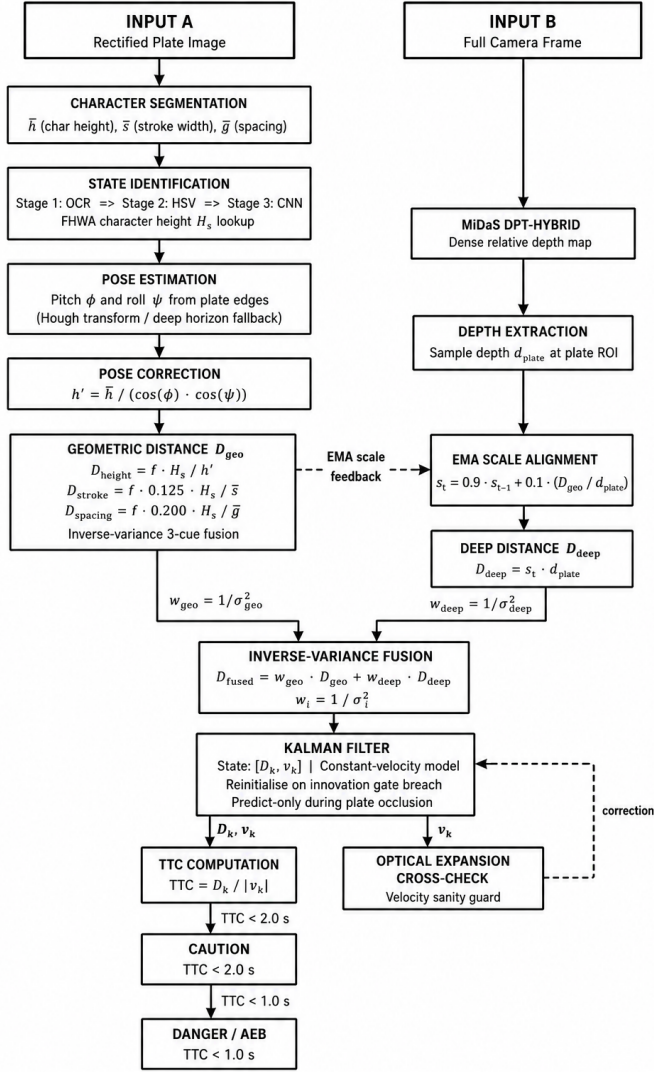 INPUT A
Rectified Plate Image
INPUT B
Full Camera Frame
CHARACTER SEGMENTATION
h̅ (char height), s̅ (stroke width), g̅ (spacing)
STATE IDENTIFICATION
Stage 1: OCR => Stage 2: HSV => Stage 3: CNN
FHWA character height Hₛ lookup
MiDaS DPT-HYBRID
Dense relative depth map
POSE ESTIMATION
Pitch ϕ and roll ψ from plate edges
(Hough transform / deep horizon fallback)
DEPTH EXTRACTION
Sample depth d_plate at plate ROI
POSE CORRECTION
h′ = h̅ / (cos(ϕ) · cos(ψ))
GEOMETRIC DISTANCE D_geo
D_height = f · Hₛ / h′
D_stroke = f · 0.125 · Hₛ / s̅
D_spacing = f · 0.200 · Hₛ / g̅
Inverse-variance 3-cue fusion
EMA scale
feedback
EMA SCALE ALIGNMENT
s_t = 0.9 · s_t−1 + 0.1 · (D_geo / d_plate)
DEEP DISTANCE D_deep
D_deep = s_t · d_plate
w_geo = 1/σ²_geo
w_deep = 1/σ²_deep
INVERSE-VARIANCE FUSION
D_fused = w_geo · D_geo + w_deep · D_deep
w_i = 1 / σ²_i
KALMAN FILTER
State: [D_k, v_k] | Constant-velocity model
Reinitialise on innovation gate breach
Predict-only during plate occlusion
correction
D_k, v_k
v_k
TTC COMPUTATION
TTC = D_k / |v_k|
OPTICAL EXPANSION
CROSS-CHECK
Velocity sanity guard
TTC < 2.0 s
CAUTION
TTC < 2.0 s
TTC < 1.0 s
DANGER / AEB
TTC < 1.0 s